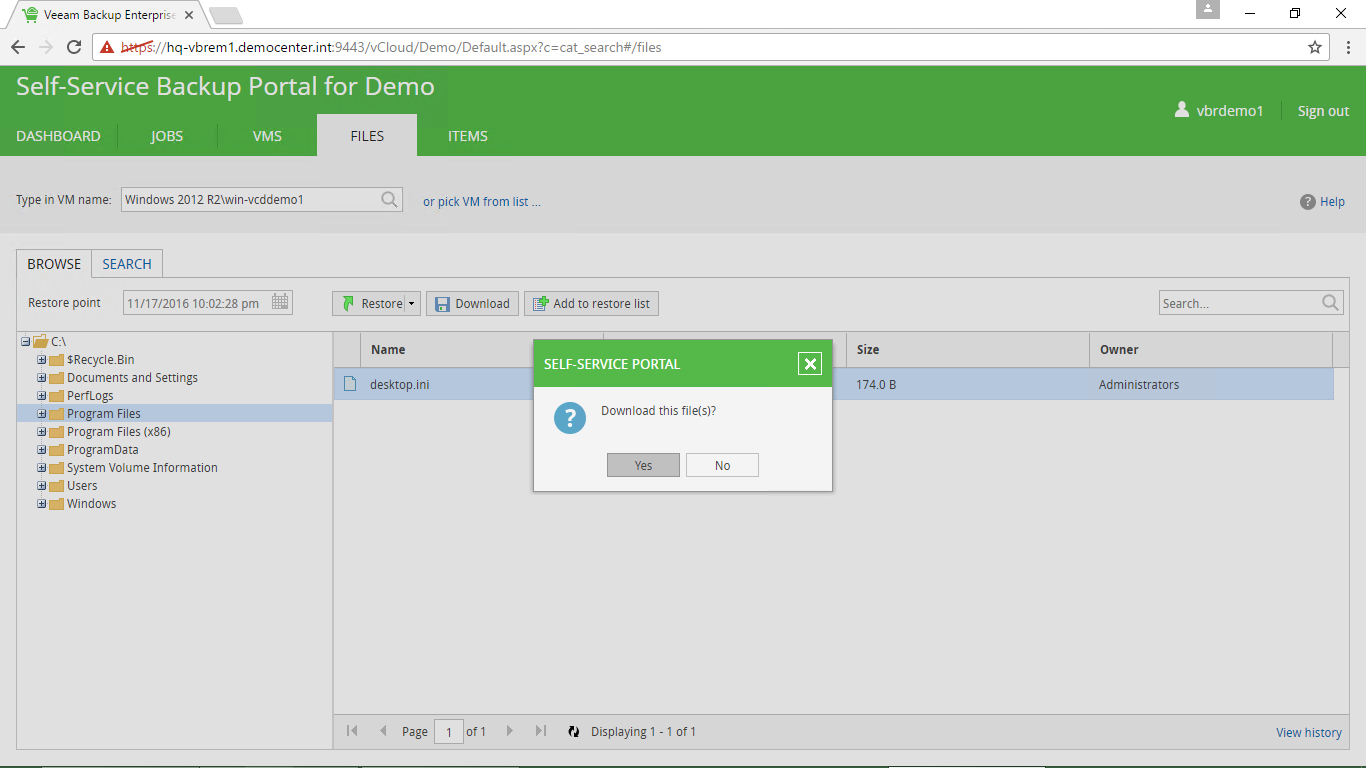 Veeam Backup Enterprise
https://hq-vbrem1.democenter.int:9443/vCloud/Demo/Default.aspx?c=cat_search#/files
Self-Service Backup Portal for Demo
vbrdemo1 Sign out
DASHBOARD JOBS VMS FILES ITEMS
Type in VM name: Windows 2012 R2\win-vcddemo1 or pick VM from list ... ? Help
BROWSE SEARCH
Restore point 11/17/2016 10:02:28 pm Restore Download Add to restore list Search...
C:\
$Recycle.Bin
Documents and Settings
PerfLogs
Program Files
Program Files (x86)
ProgramData
System Volume Information
Users
Windows
Name Size Owner
desktop.ini 174.0 B Administrators
SELF-SERVICE PORTAL
? Download this file(s)?
Yes No
Page 1 of 1 Displaying 1 - 1 of 1 View history